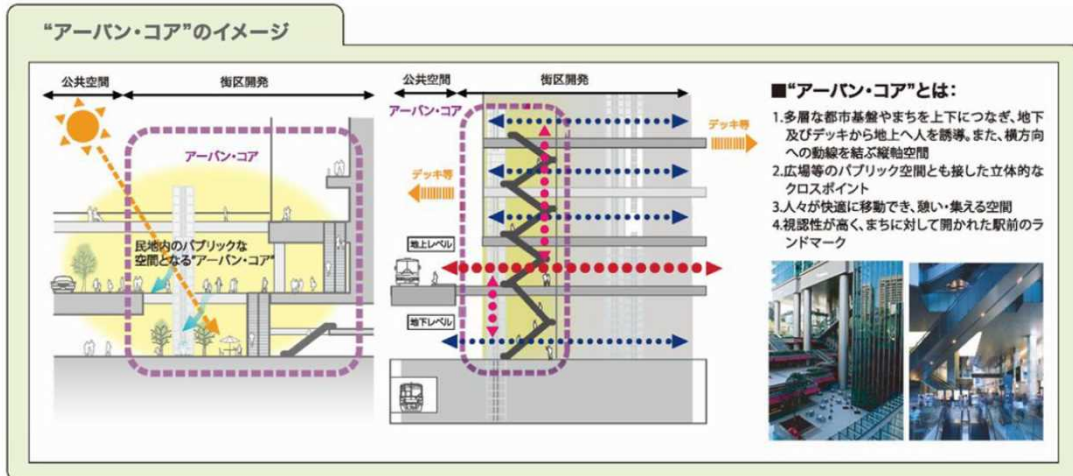 “アーバン・コア”のイメージ
公共空間
街区開発
アーバン・コア
民地内のパブリックな
空間となる“アーバン・コア”
公共空間
街区開発
アーバン・コア
デッキ等
デッキ等
地上レベル
地下レベル
■“アーバン・コア”とは：
1.多層な都市基盤やまちを上下につなぎ、地下
及びデッキから地上へ人を誘導。また、横方向
への動線を結ぶ縦軸空間
2.広場等のパブリック空間とも接した立体的な
クロスポイント
3.人々が快適に移動でき、憩い・集える空間
4.視認性が高く、まちに対して開かれた駅前のラ
ンドマーク